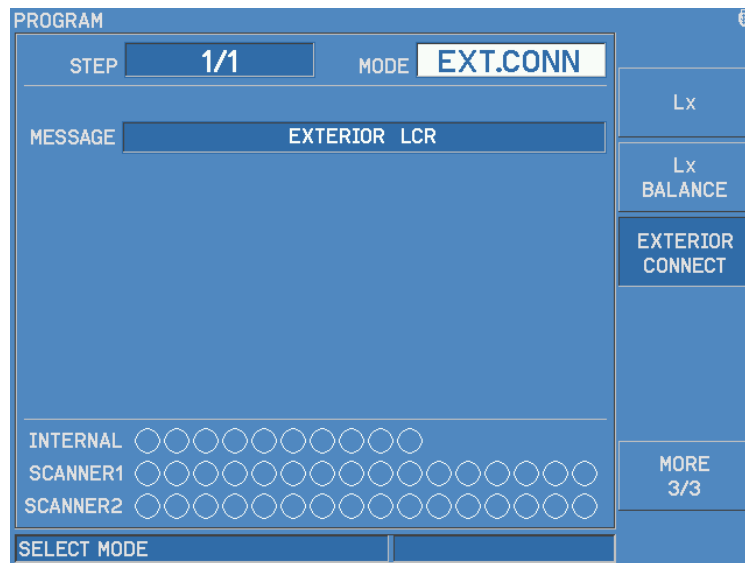 PROGRAM
STEP 1/1 MODE EXT.CONN
MESSAGE EXTERIOR LCR
INTERNAL
SCANNER1
SCANNER2
SELECT MODE
Lx
Lx
BALANCE
EXTERIOR
CONNECT
MORE
3/3